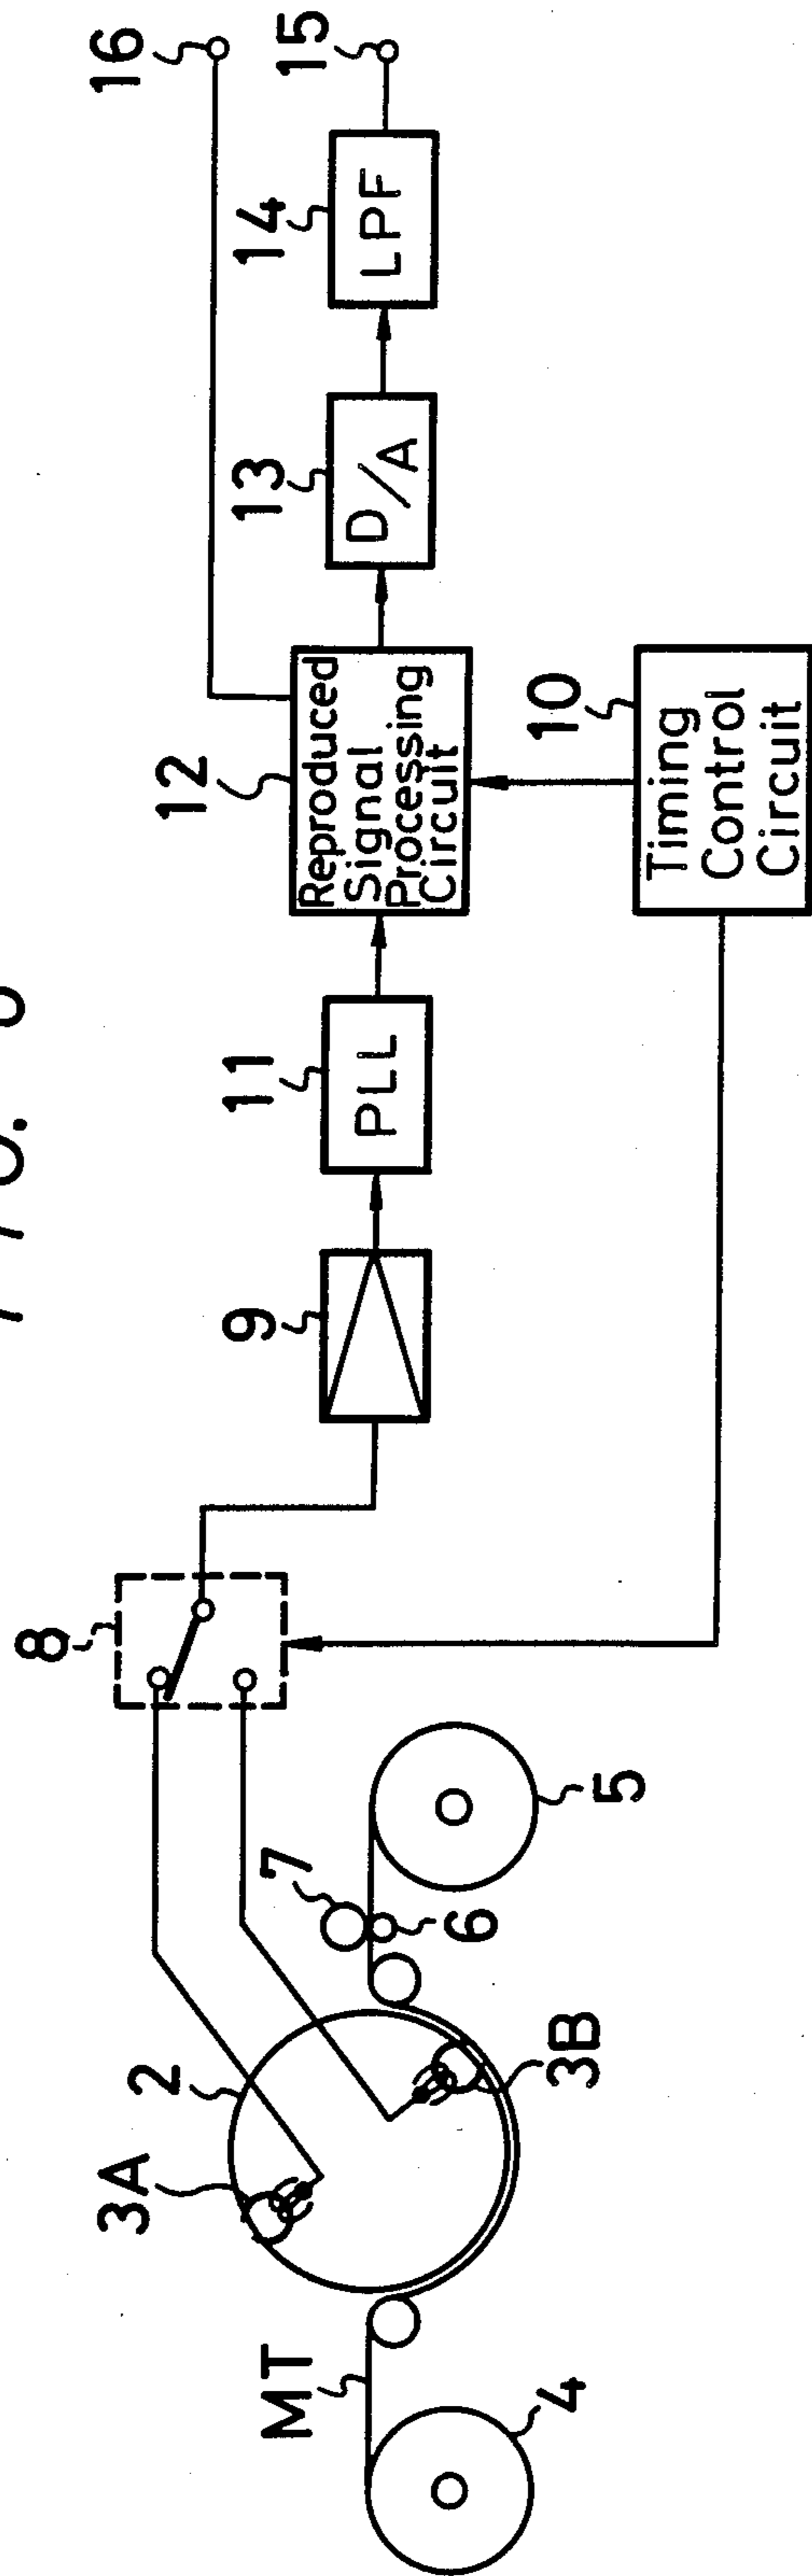 16
15
14
LPF
13
D/A
12
Reproduced
Signal
Processing
Circuit
10
Timing
Control
Circuit
11
PLL
9
8
7
6
5
2
3A
3B
MT
4